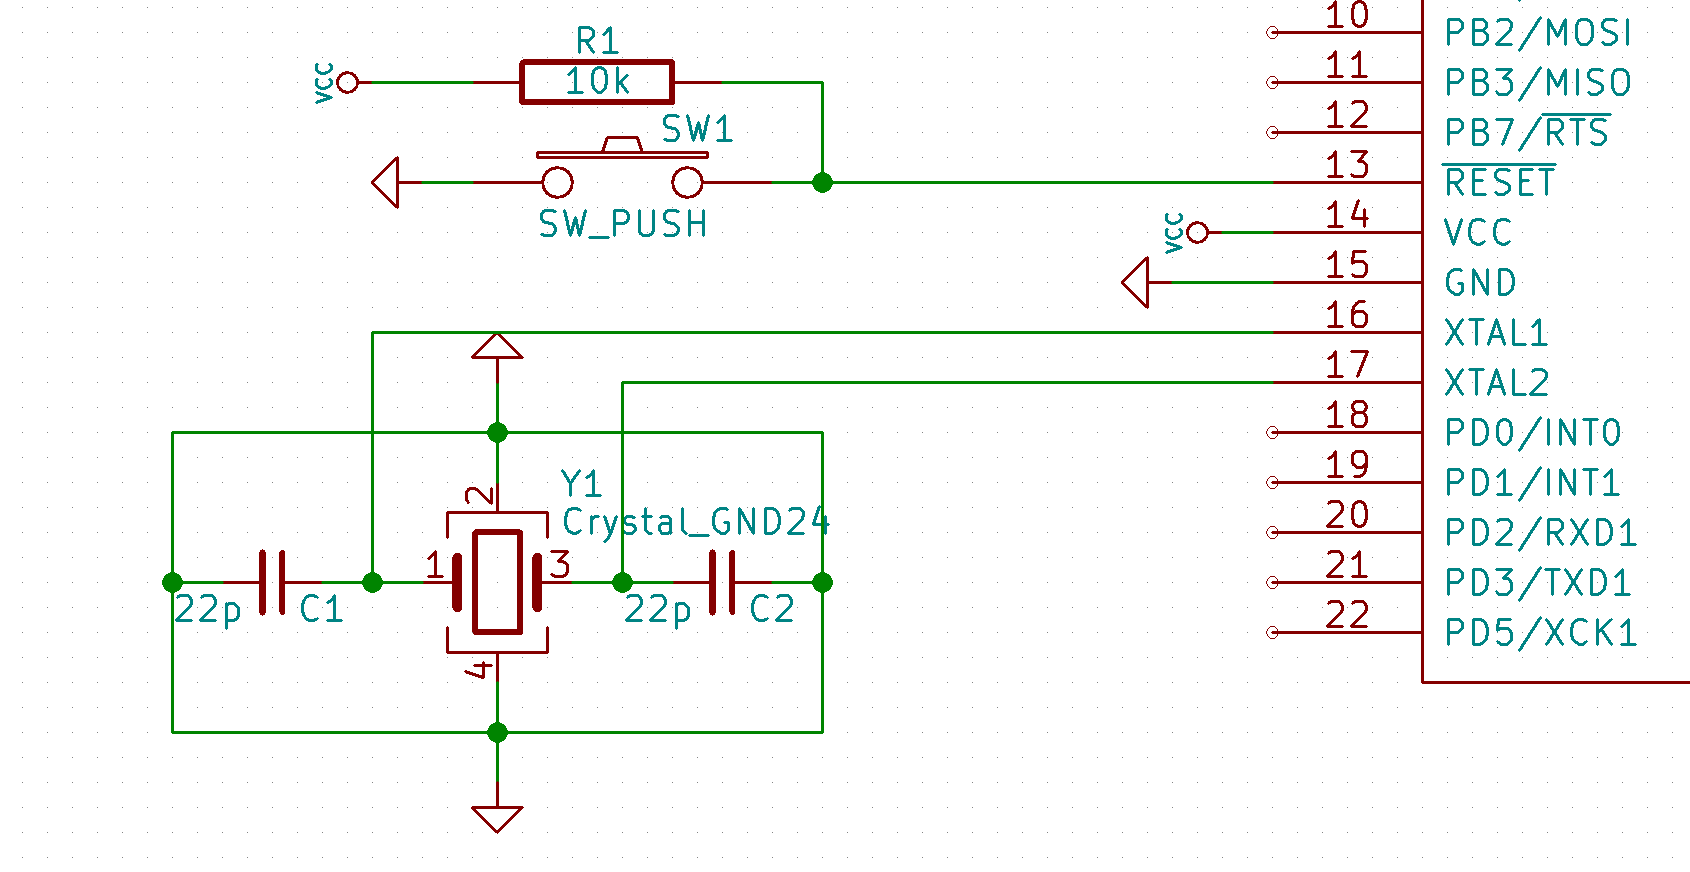 R1
VCC
10k
SW1
SW_PUSH
10 PB2/MOSI
11 PB3/MISO
12 PB7/RTS
13 RESET
VCC
14 VCC
15 GND
16 XTAL1
17 XTAL2
18 PD0/INT0
19 PD1/INT1
20 PD2/RXD1
21 PD3/TXD1
22 PD5/XCK1
2
Y1
Crystal_GND24
1
3
22p C1
22p C2
4